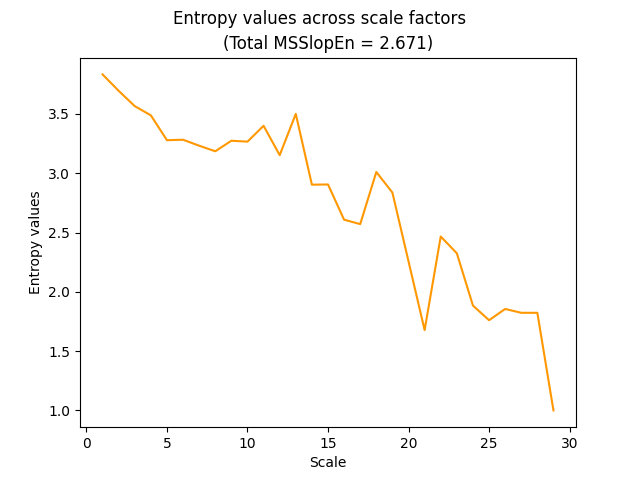 Entropy values across scale factors
(Total MSSlopEn = 2.671)
Entropy values
3.5
3.0
2.5
2.0
1.5
1.0
0 5 10 15 20 25 30
Scale